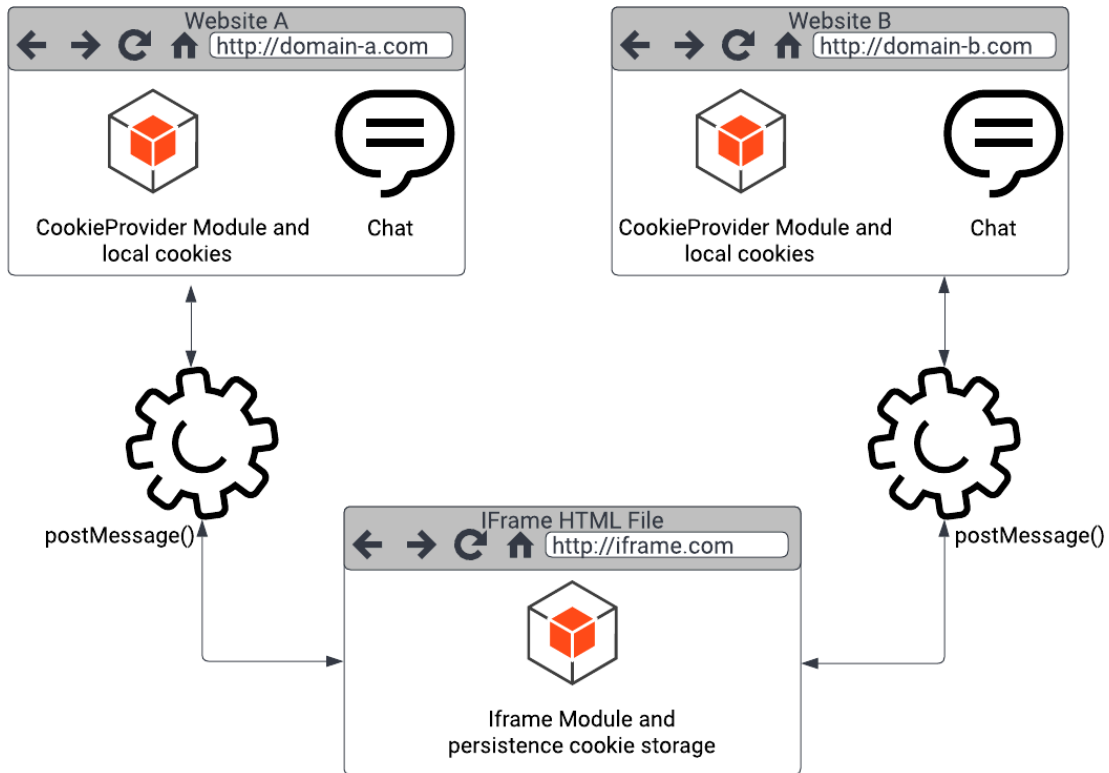 Website A
http://domain-a.com
CookieProvider Module and
local cookies
Chat
Website B
http://domain-b.com
CookieProvider Module and
local cookies
Chat
postMessage()
postMessage()
IFrame HTML File
http://iframe.com
Iframe Module and
persistence cookie storage